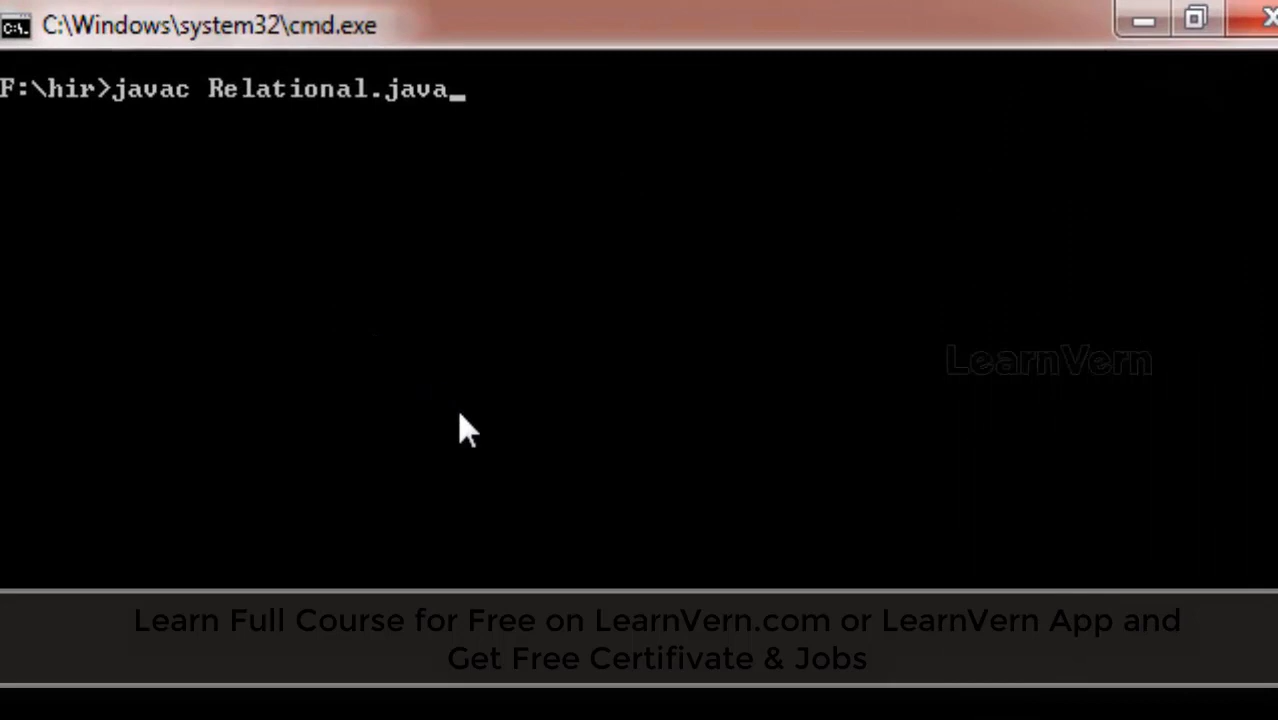 C:\Windows\system32\cmd.exe
F:\hir>javac Relational.java_
LearnVern
Learn Full Course for Free on LearnVern.com or LearnVern App and
Get Free Certifivate & Jobs